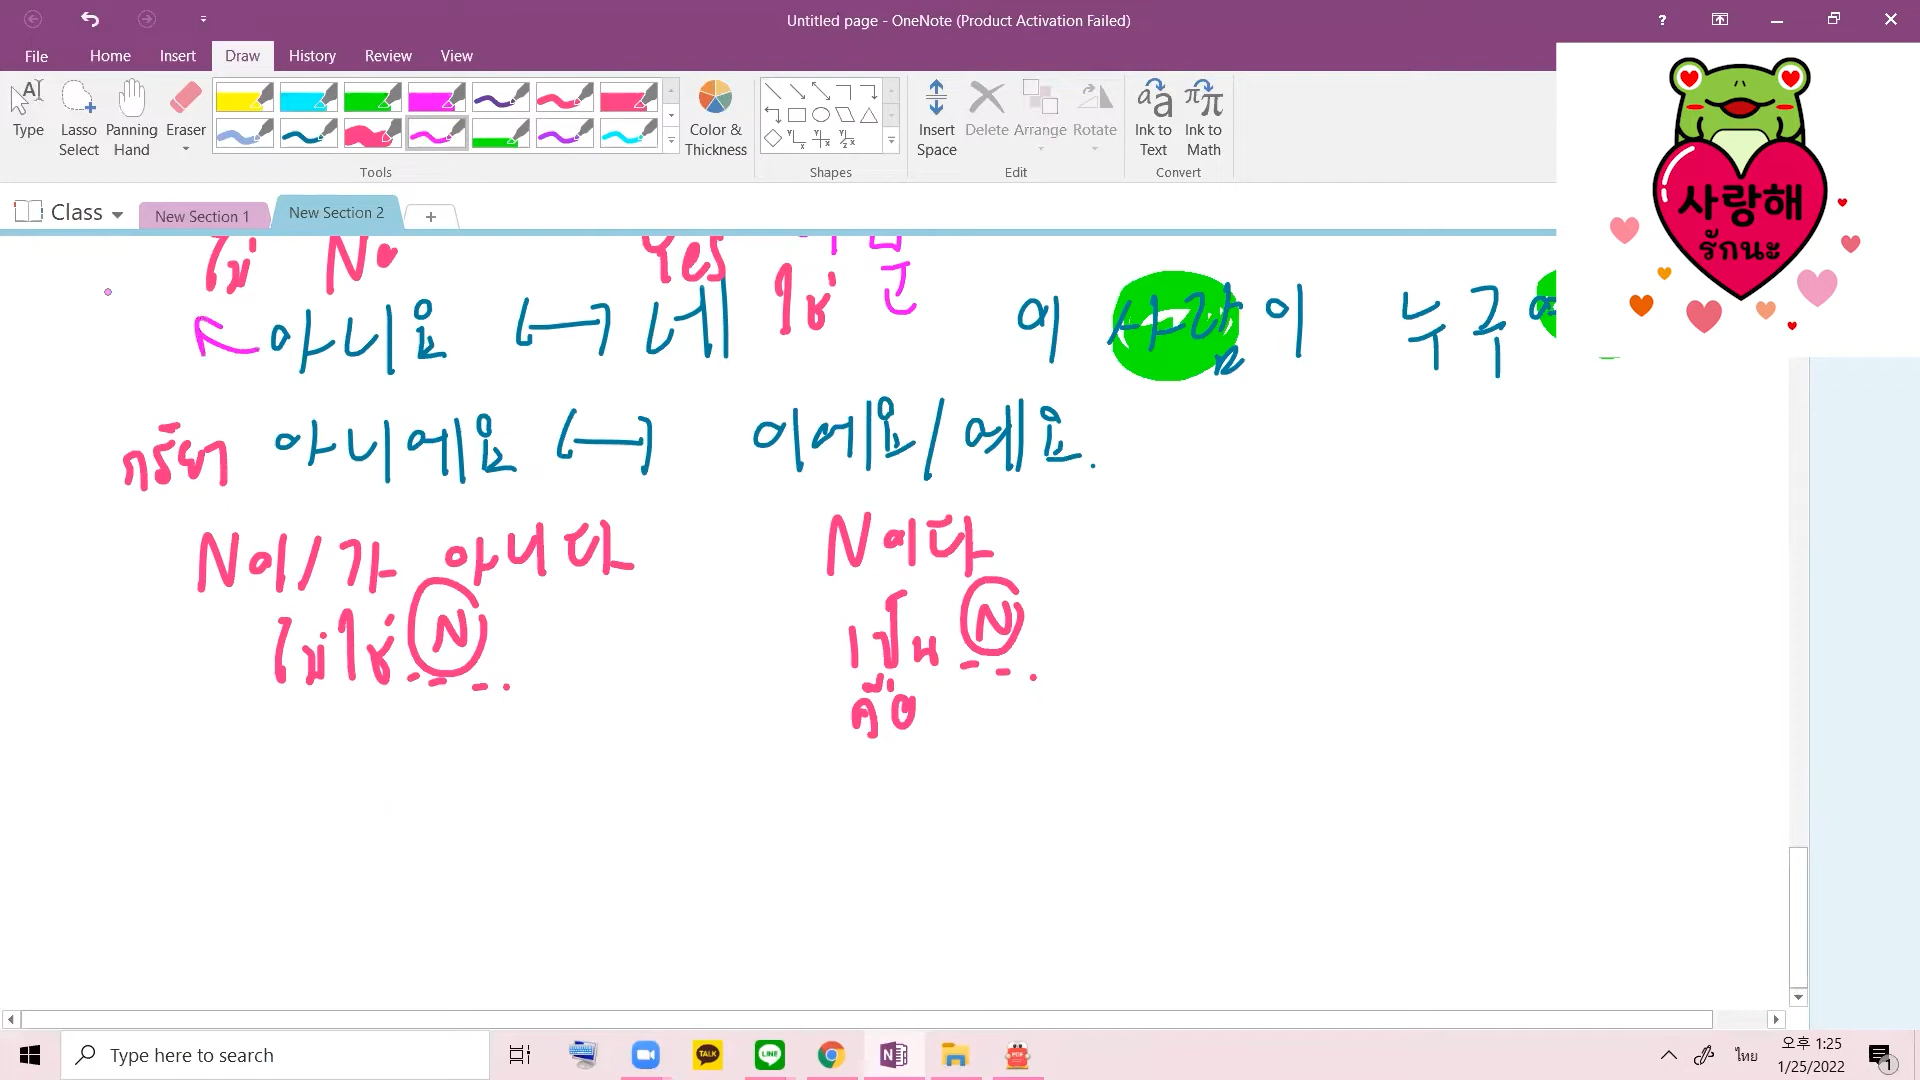 Untitled page - OneNote (Product Activation Failed)
File Home Insert Draw History Review View
Type
Lasso Select
Panning Hand
Eraser
Color & Thickness
Insert Space
Delete
Arrange
Rotate
Ink to Text
Ink to Math
Tools
Shapes
Edit
Convert
Class
New Section 1
New Section 2
사랑해
รักนะ
ไม่ No Yes ใช่
아니요 ↔ 네
이 사람이 누구
กริยา 아니에요 ↔ 이에요/예요.
N이/가 아니다 N이다
ไม่ใช่ N เป็น N
คือ
Type here to search
TALK
LINE
PDF
ไทย
오후 1:25
1/25/2022
1